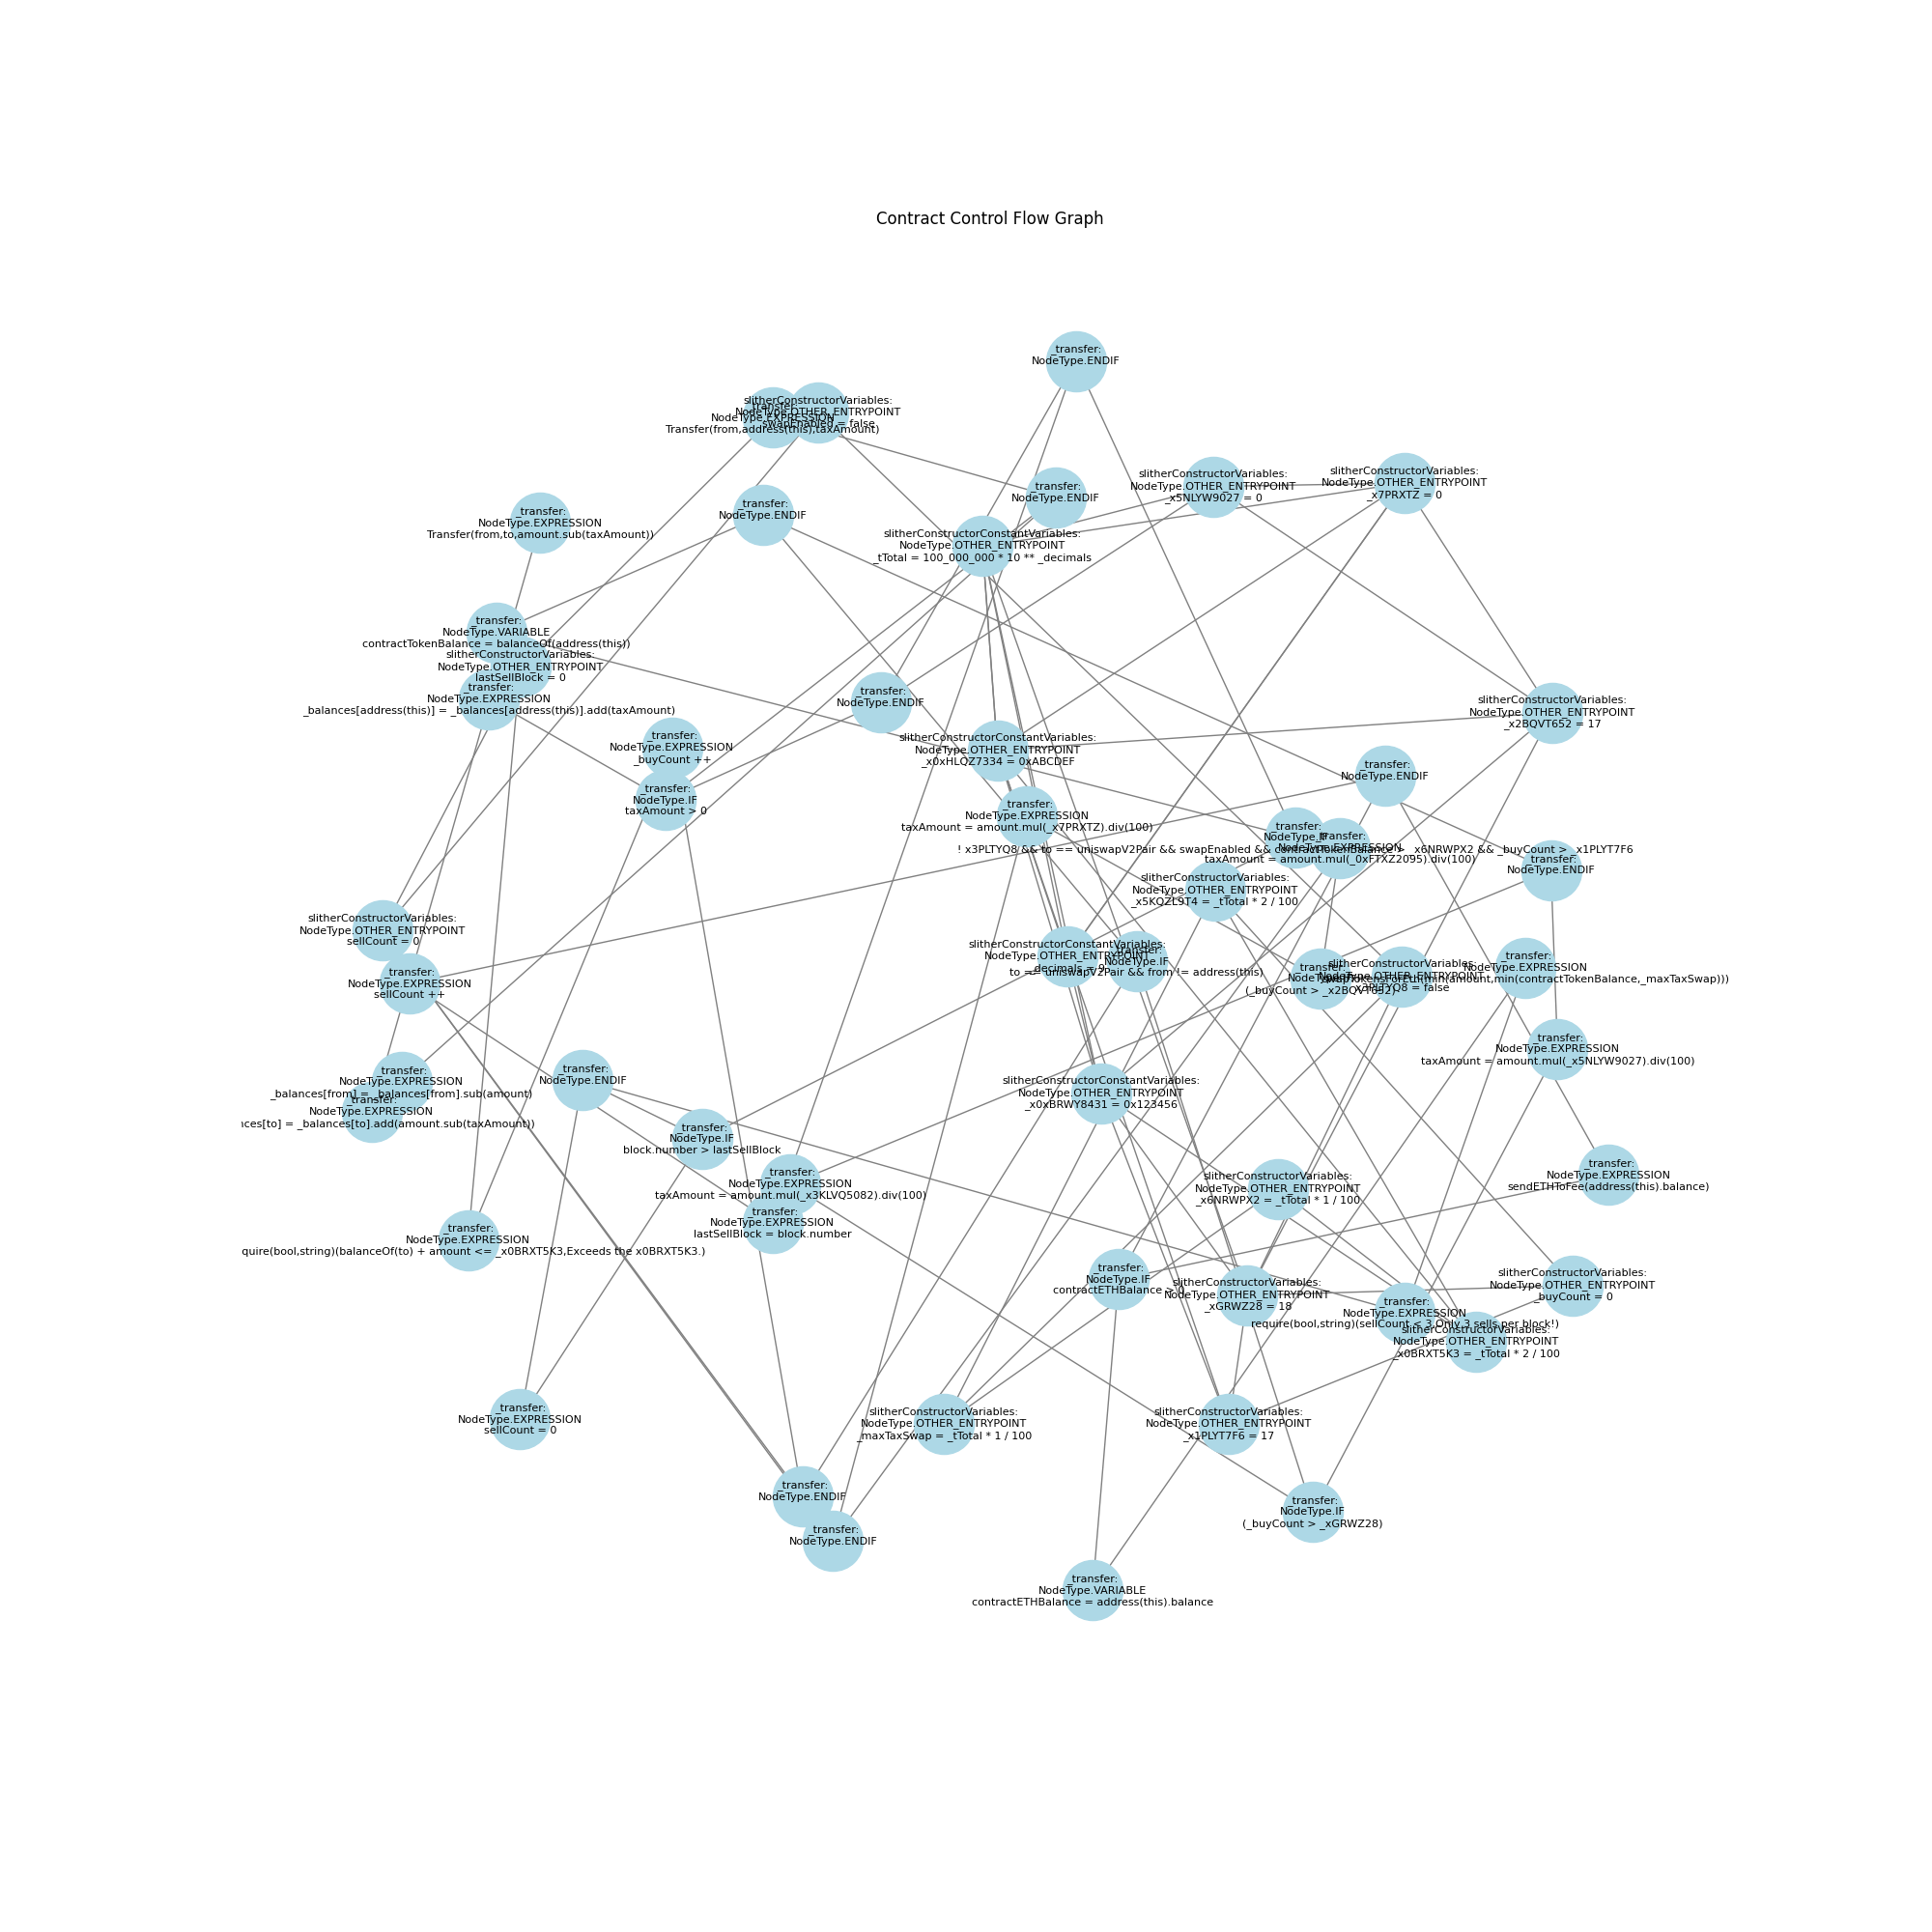 Contract Control Flow Graph
_transfer:
NodeType.ENDIF
slitherConstructorVariables:
NodeType.OTHER_ENTRYPOINT
swapEnabled = false
_transfer:
NodeType.EXPRESSION
Transfer(from,address(this),taxAmount)
slitherConstructorVariables:
NodeType.OTHER_ENTRYPOINT
_x5NLYW9027 = 0
slitherConstructorVariables:
NodeType.OTHER_ENTRYPOINT
_x7PRXTZ = 0
_transfer:
NodeType.ENDIF
_transfer:
NodeType.ENDIF
_transfer:
NodeType.EXPRESSION
Transfer(from,to,amount.sub(taxAmount))
slitherConstructorConstantVariables:
NodeType.OTHER_ENTRYPOINT
_tTotal = 100_000_000 * 10 ** _decimals
_transfer:
NodeType.VARIABLE
contractTokenBalance = balanceOf(address(this))
slitherConstructorVariables:
NodeType.OTHER_ENTRYPOINT
lastSellBlock = 0
_transfer:
NodeType.EXPRESSION
_balances[address(this)] = _balances[address(this)].add(taxAmount)
_transfer:
NodeType.ENDIF
slitherConstructorVariables:
NodeType.OTHER_ENTRYPOINT
_x2BQVT652 = 17
_transfer:
NodeType.EXPRESSION
_buyCount ++
slitherConstructorConstantVariables:
NodeType.OTHER_ENTRYPOINT
_x0xHLQZ7334 = 0xABCDEF
_transfer:
NodeType.ENDIF
_transfer:
NodeType.IF
taxAmount > 0
_transfer:
NodeType.EXPRESSION
taxAmount = amount.mul(_x7PRXTZ).div(100)
_transfer:
NodeType.IF
! x3PLTYQ8 && to == uniswapV2Pair && swapEnabled && contractTokenBalance > _x6NRWPX2 && _buyCount > _x1PLYT7F6
_transfer:
NodeType.EXPRESSION
taxAmount = amount.mul(_0xFTXZ2095).div(100)
_transfer:
NodeType.ENDIF
slitherConstructorVariables:
NodeType.OTHER_ENTRYPOINT
_x5KQZL9T4 = _tTotal * 2 / 100
slitherConstructorVariables:
NodeType.OTHER_ENTRYPOINT
sellCount = 0
slitherConstructorConstantVariables:
NodeType.OTHER_ENTRYPOINT
_decimals = 9
_transfer:
NodeType.IF
to == uniswapV2Pair && from != address(this)
_transfer:
NodeType.IF
(_buyCount > _x2BQVT652)
slitherConstructorVariables:
NodeType.OTHER_ENTRYPOINT
x3PLTYQ8 = false
_transfer:
NodeType.EXPRESSION
swapTokensForEth(min(amount,min(contractTokenBalance,_maxTaxSwap)))
_transfer:
NodeType.EXPRESSION
sellCount ++
_transfer:
NodeType.EXPRESSION
taxAmount = amount.mul(_x5NLYW9027).div(100)
_transfer:
NodeType.EXPRESSION
_balances[from] = _balances[from].sub(amount)
_transfer:
NodeType.EXPRESSION
nces[to] = _balances[to].add(amount.sub(taxAmount))
_transfer:
NodeType.ENDIF
slitherConstructorConstantVariables:
NodeType.OTHER_ENTRYPOINT
_x0xBRWY8431 = 0x123456
_transfer:
NodeType.IF
block.number > lastSellBlock
_transfer:
NodeType.EXPRESSION
taxAmount = amount.mul(_x3KLVQ5082).div(100)
_transfer:
NodeType.EXPRESSION
lastSellBlock = block.number
slitherConstructorVariables:
NodeType.OTHER_ENTRYPOINT
_x6NRWPX2 = _tTotal * 1 / 100
_transfer:
NodeType.EXPRESSION
sendETHToFee(address(this).balance)
_transfer:
NodeType.EXPRESSION
quire(bool,string)(balanceOf(to) + amount <= _x0BRXT5K3,Exceeds the x0BRXT5K3.)
_transfer:
NodeType.IF
contractETHBalance > 0
slitherConstructorVariables:
NodeType.OTHER_ENTRYPOINT
_xGRWZ28 = 18
slitherConstructorVariables:
NodeType.OTHER_ENTRYPOINT
_buyCount = 0
_transfer:
NodeType.EXPRESSION
require(bool,string)(sellCount < 3,Only 3 sells per block!)
slitherConstructorVariables:
NodeType.OTHER_ENTRYPOINT
_x0BRXT5K3 = _tTotal * 2 / 100
_transfer:
NodeType.EXPRESSION
sellCount = 0
slitherConstructorVariables:
NodeType.OTHER_ENTRYPOINT
_maxTaxSwap = _tTotal * 1 / 100
slitherConstructorVariables:
NodeType.OTHER_ENTRYPOINT
_x1PLYT7F6 = 17
_transfer:
NodeType.ENDIF
_transfer:
NodeType.IF
(_buyCount > _xGRWZ28)
_transfer:
NodeType.ENDIF
_transfer:
NodeType.VARIABLE
contractETHBalance = address(this).balance